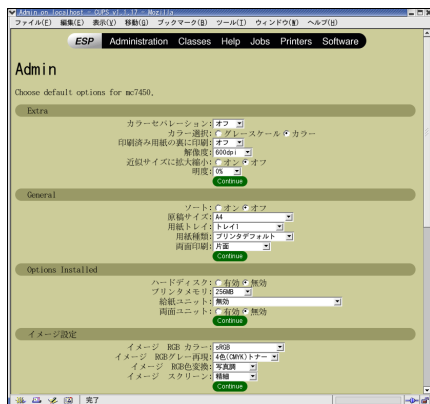 Admin on localhost - CUPS v1.1.17 - Mozilla
ファイル(F) 編集(E) 表示(V) 移動(G) ブックマーク(B) ツール(T) ウィンドウ(W) ヘルプ(H)
ESP Administration Classes Help Jobs Printers Software
Admin
Choose default options for mc7450.
Extra
カラーセパレーション: オフ
カラー選択: グレースケール カラー
印刷済み用紙の裏に印刷: オフ
解像度: 600dpi
近似サイズに拡大縮小: オン オフ
明度: 0%
Continue
General
ソート: オン オフ
原稿サイズ: A4
用紙トレイ: トレイ1
用紙種類: プリンタデフォルト
両面印刷: 片面
Continue
Options Installed
ハードディスク: 有効 無効
プリンタメモリ: 256MB
給紙ユニット: 無効
両面ユニット: 有効 無効
Continue
イメージ設定
イメージ RGB カラー: sRGB
イメージ RGBグレー再現: 4色(CMYK)トナー
イメージ RGB色変換: 写真調
イメージ スクリーン: 精細
Continue
完了